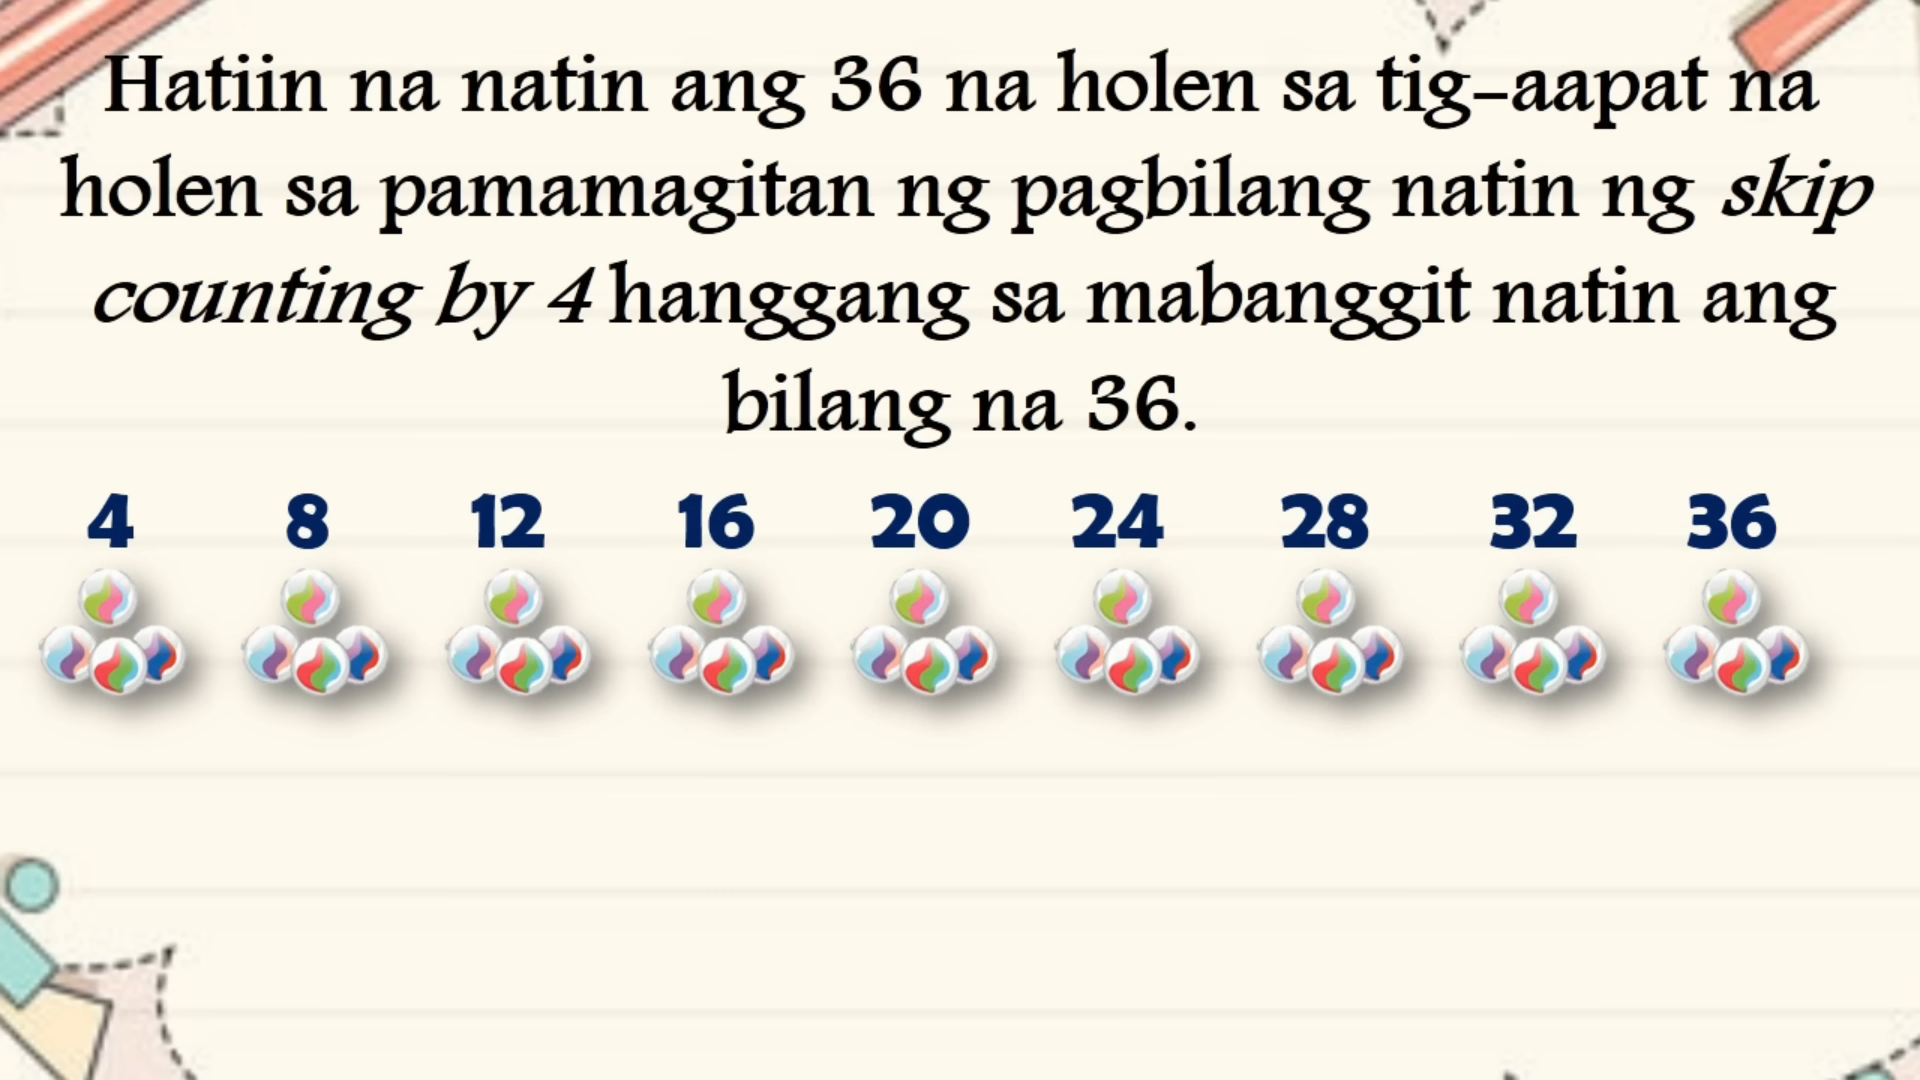 Hatiin na natin ang 36 na holen sa tig-aapat na
holen sa pamamagitan ng pagbilang natin ng skip
counting by 4 hanggang sa mabanggit natin ang
bilang na 36.
4 8 12 16 20 24 28 32 36